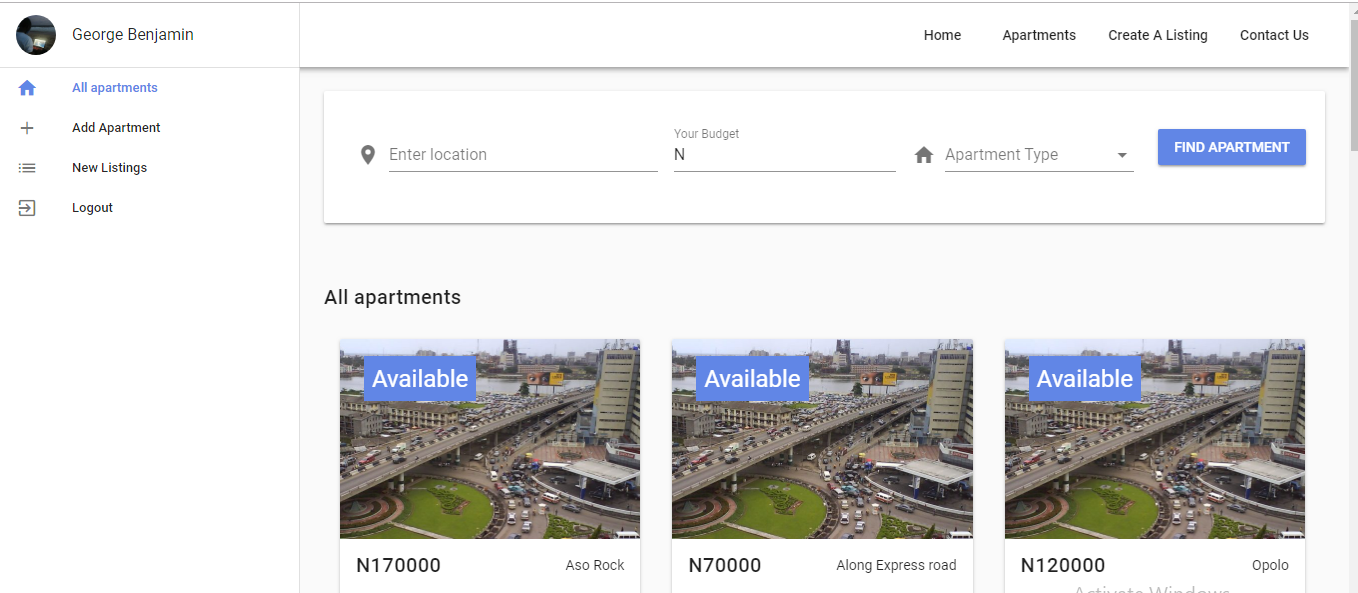 George Benjamin
Home Apartments Create A Listing Contact Us
All apartments
Add Apartment
New Listings
Logout
Your Budget
Enter location N Apartment Type FIND APARTMENT
All apartments
Available Available Available
N170000 Aso Rock N70000 Along Express road N120000 Opolo
Activate Windows